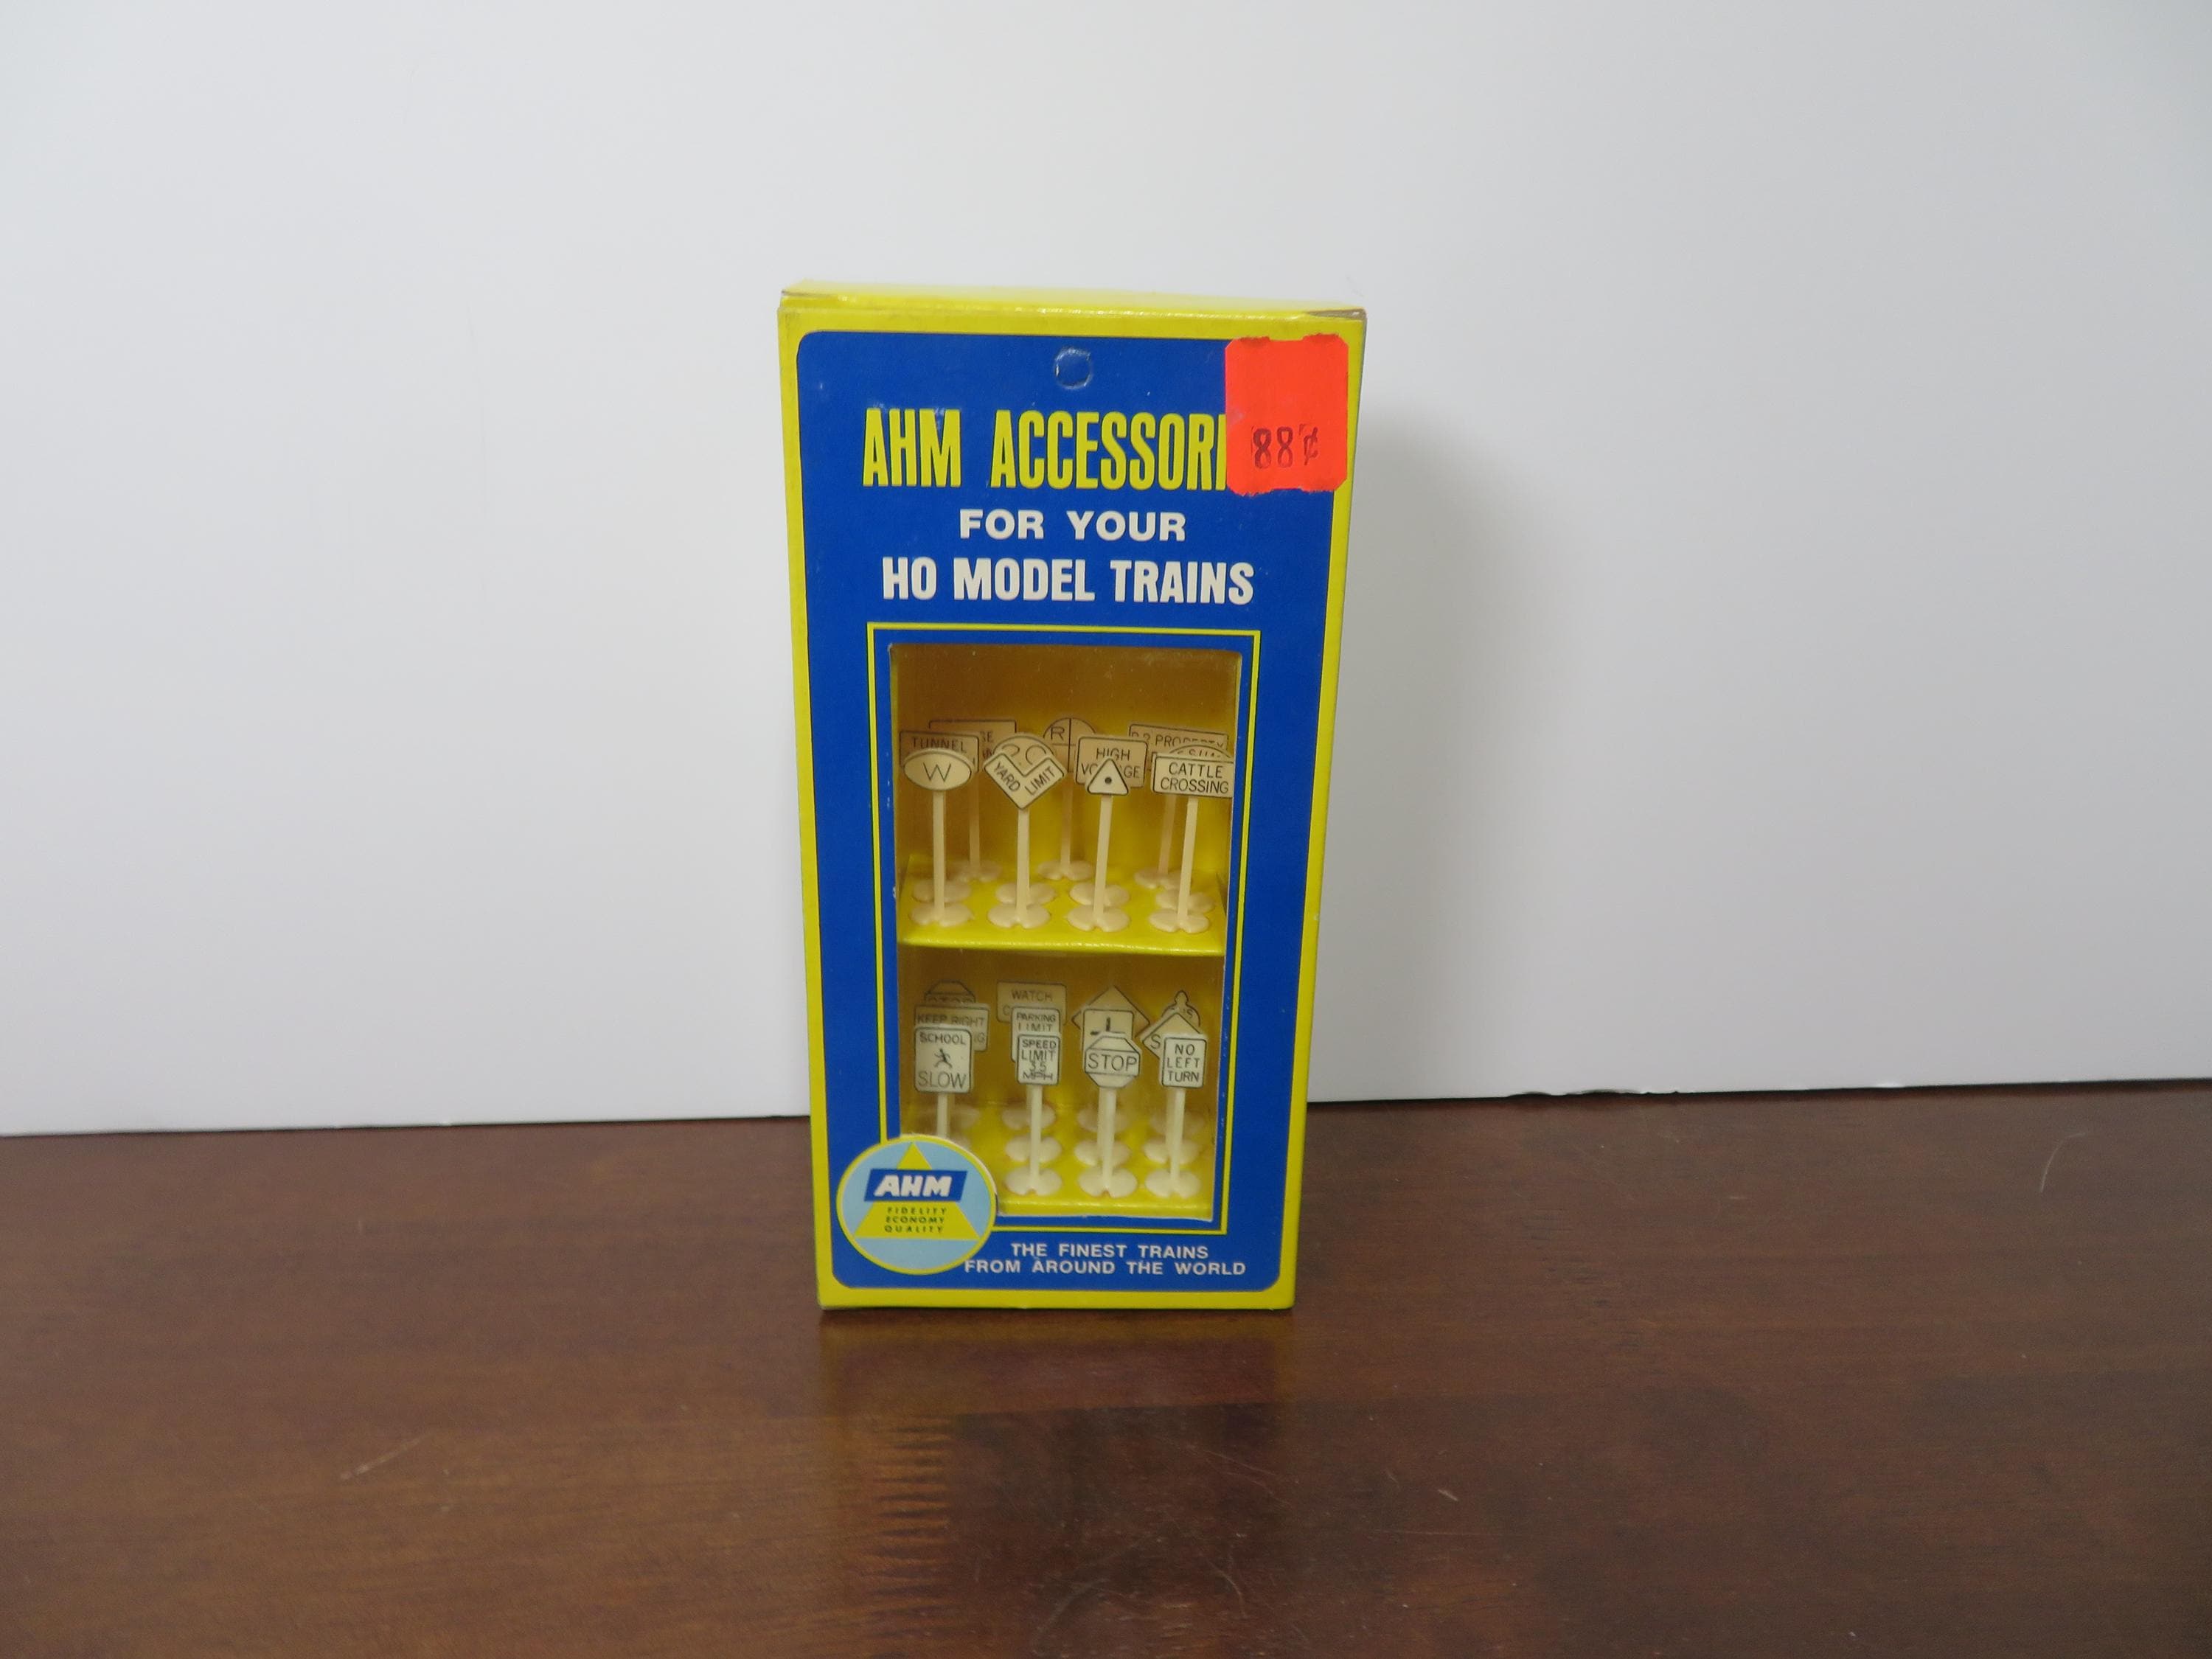 AHM ACCESSORI
88¢
FOR YOUR
HO MODEL TRAINS
R
TUNNEL
HIGH
W
YARD LIMIT
CATTLE
CROSSING
WATCH
KEEP RIGHT
PARKING
LIMIT
SCHOOL
SLOW
SPEED
LIMIT
35
MPH
STOP
NO
LEFT
TURN
AHM
FIDELITY
ECONOMY
QUALITY
THE FINEST TRAINS
FROM AROUND THE WORLD